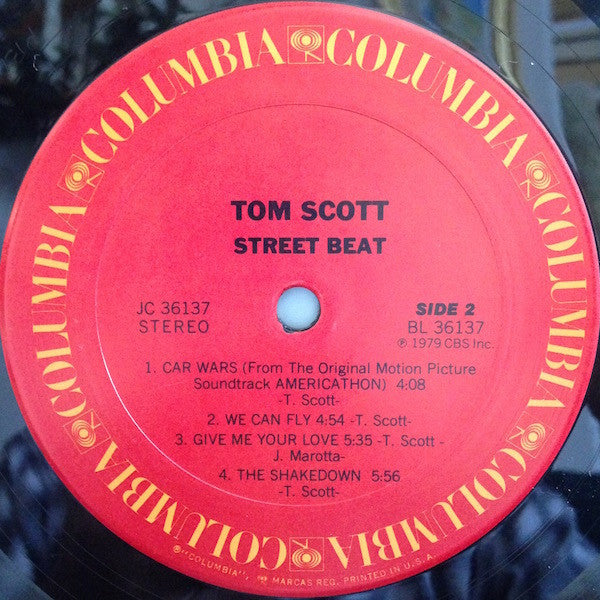 COLUMBIA COLUMBIA COLUMBIA COLUMBIA COLUMBIA COLUMBIA COLUMBIA
TOM SCOTT
STREET BEAT
JC 36137
STEREO
SIDE 2
BL 36137
℗ 1979 CBS Inc.
1. CAR WARS (From The Original Motion Picture
Soundtrack AMERICATHON) 4:08
-T. Scott-
2. WE CAN FLY 4:54 -T. Scott-
3. GIVE ME YOUR LOVE 5:35 -T. Scott -
J. Marotta-
4. THE SHAKEDOWN 5:56
-T. Scott-
®"COLUMBIA", MARCAS REG. PRINTED IN U.S.A.